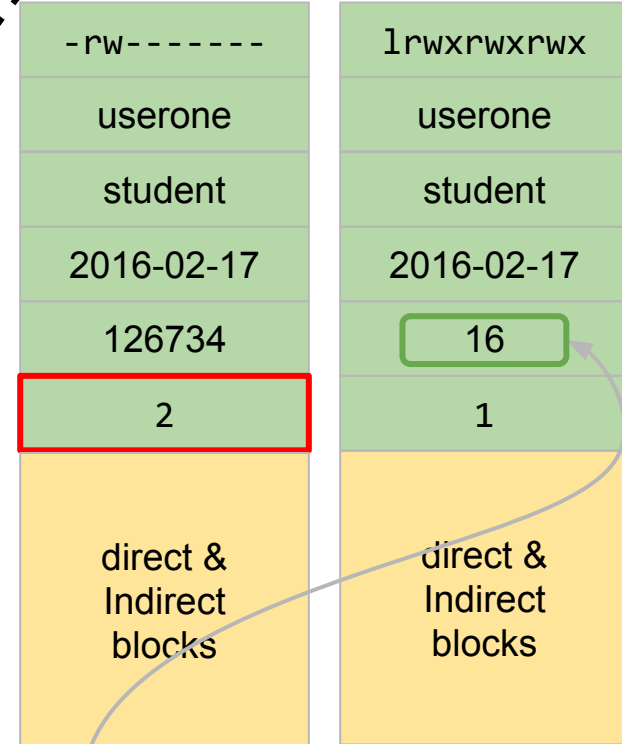 -rw-------
userone
student
2016-02-17
126734
2
direct &
Indirect
blocks
lrwxrwxrwx
userone
student
2016-02-17
16
1
direct &
Indirect
blocks